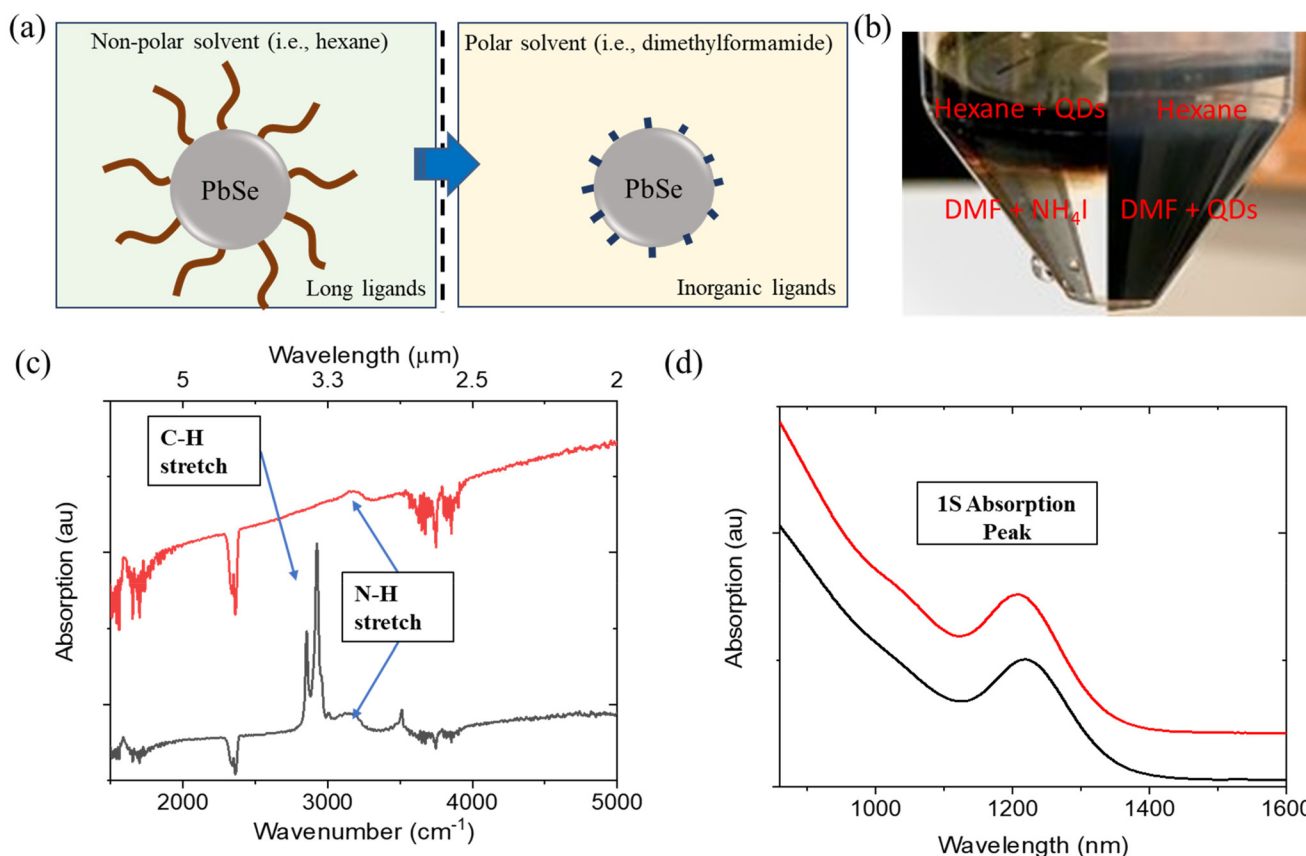 (a)
Non-polar solvent (i.e., hexane)
PbSe
Long ligands
Polar solvent (i.e., dimethylformamide)
PbSe
Inorganic ligands
(b)
Hexane + QDs
Hexane
DMF + NH₄I
DMF + QDs
(c)
Wavelength (μm)
5 3.3 2.5 2
C-H
stretch
N-H
stretch
Absorption (au)
2000 3000 4000 5000
Wavenumber (cm⁻¹)
(d)
1S Absorption
Peak
Absorption (au)
1000 1200 1400 1600
Wavelength (nm)